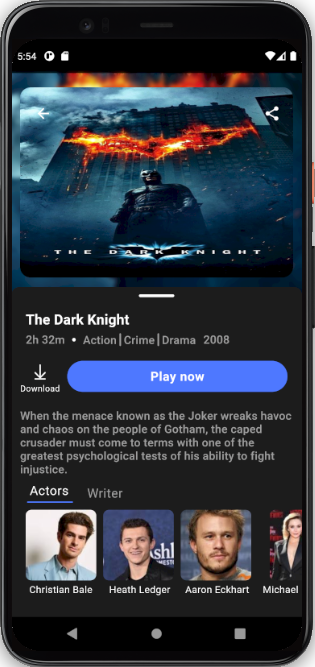 5:54
THE DARK KNIGHT
The Dark Knight
2h 32m • Action|Crime|Drama 2008
Download
Play now
When the menace known as the Joker wreaks havoc
and chaos on the people of Gotham, the caped
crusader must come to terms with one of the
greatest psychological tests of his ability to fight
injustice.
Actors Writer
Christian Bale Heath Ledger Aaron Eckhart Michael